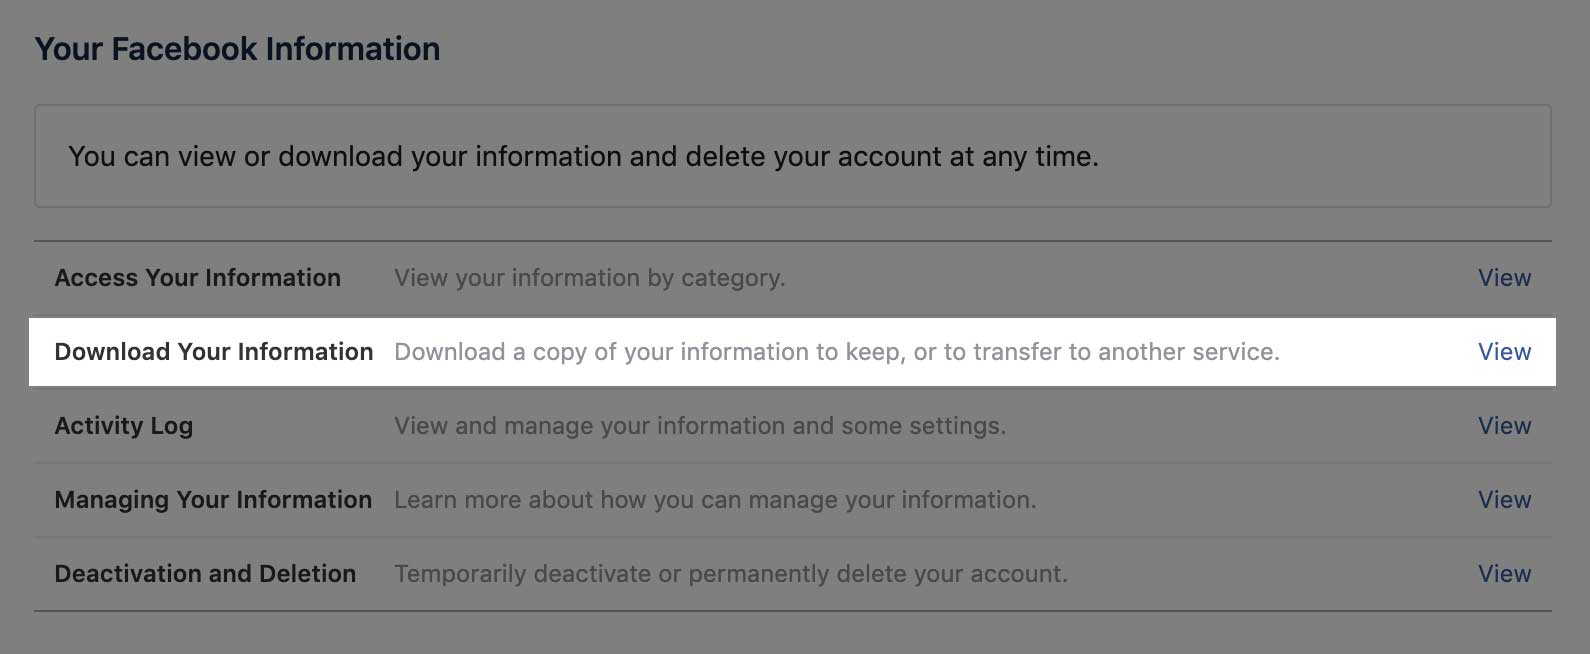 Your Facebook Information
You can view or download your information and delete your account at any time.
Access Your Information View your information by category. View
Download Your Information Download a copy of your information to keep, or to transfer to another service. View
Activity Log View and manage your information and some settings. View
Managing Your Information Learn more about how you can manage your information. View
Deactivation and Deletion Temporarily deactivate or permanently delete your account. View